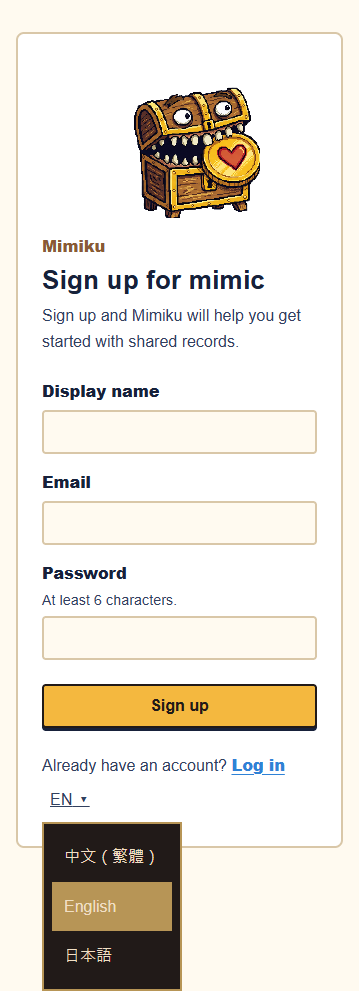 Mimiku
Sign up for mimic
Sign up and Mimiku will help you get
started with shared records.
Display name
Email
Password
At least 6 characters.
Sign up
Already have an account? Log in
EN ▼
中文（繁體）
English
日本語